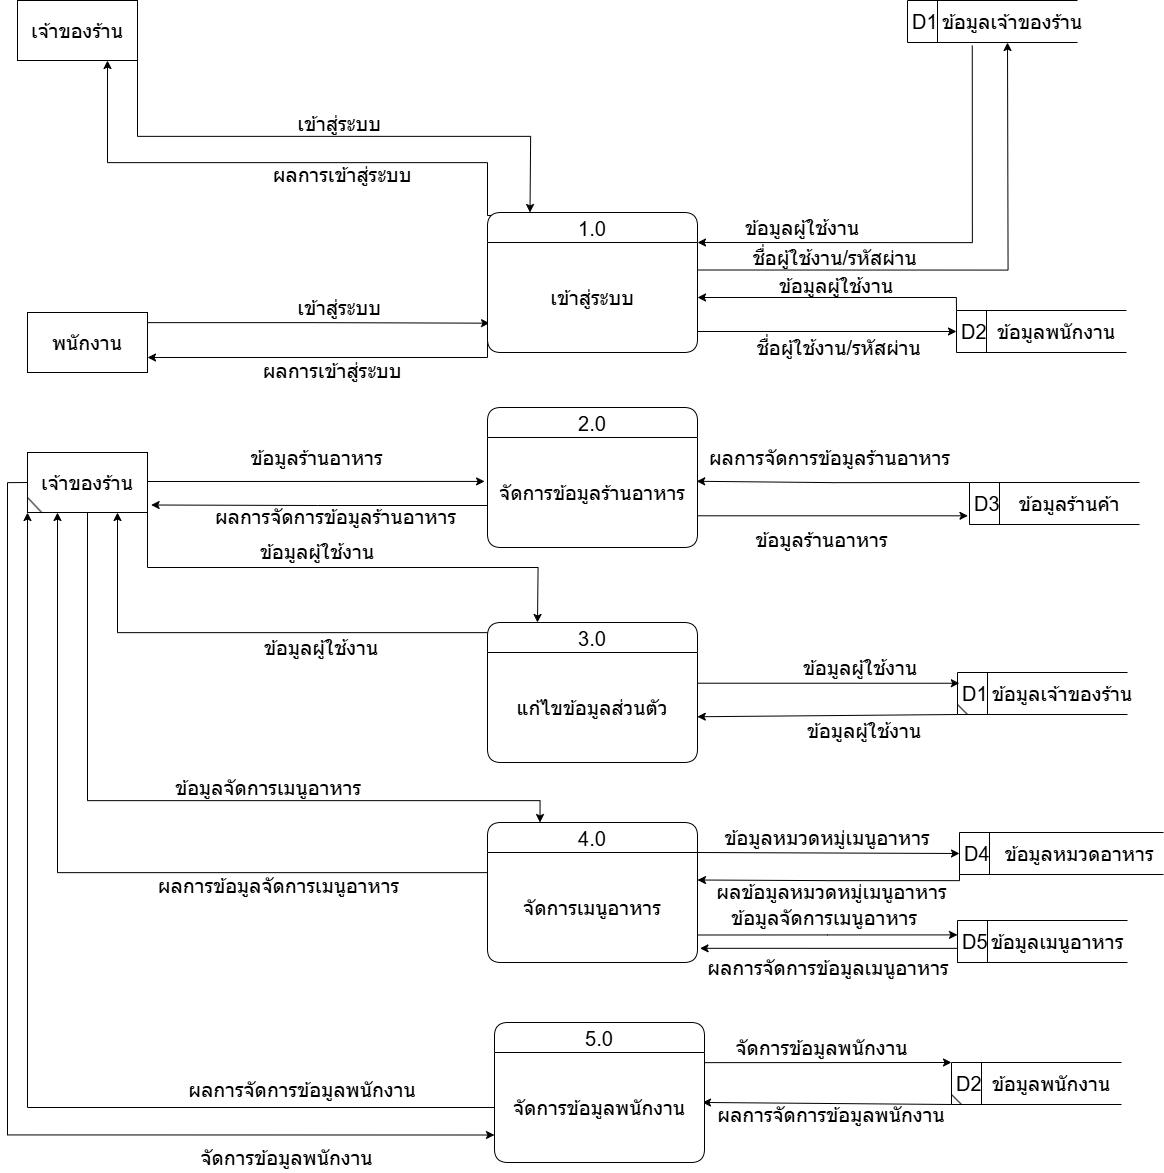 เจ้าของร้าน
D1 ข้อมูลเจ้าของร้าน
เข้าสู่ระบบ
ผลการเข้าสู่ระบบ
1.0
เข้าสู่ระบบ
ข้อมูลผู้ใช้งาน
ชื่อผู้ใช้งาน/รหัสผ่าน
ข้อมูลผู้ใช้งาน
เข้าสู่ระบบ
พนักงาน
ผลการเข้าสู่ระบบ
D2 ข้อมูลพนักงาน
ชื่อผู้ใช้งาน/รหัสผ่าน
2.0
จัดการข้อมูลร้านอาหาร
ข้อมูลร้านอาหาร
เจ้าของร้าน
ผลการจัดการข้อมูลร้านอาหาร
ผลการจัดการข้อมูลร้านอาหาร
D3 ข้อมูลร้านค้า
ข้อมูลร้านอาหาร
ข้อมูลผู้ใช้งาน
ข้อมูลผู้ใช้งาน
3.0
แก้ไขข้อมูลส่วนตัว
ข้อมูลผู้ใช้งาน
D1 ข้อมูลเจ้าของร้าน
ข้อมูลผู้ใช้งาน
ข้อมูลจัดการเมนูอาหาร
4.0
จัดการเมนูอาหาร
ผลการข้อมูลจัดการเมนูอาหาร
ข้อมูลหมวดหมู่เมนูอาหาร
D4 ข้อมูลหมวดอาหาร
ผลข้อมูลหมวดหมู่เมนูอาหาร
ข้อมูลจัดการเมนูอาหาร
D5 ข้อมูลเมนูอาหาร
ผลการจัดการข้อมูลเมนูอาหาร
5.0
จัดการข้อมูลพนักงาน
จัดการข้อมูลพนักงาน
D2 ข้อมูลพนักงาน
ผลการจัดการข้อมูลพนักงาน
ผลการจัดการข้อมูลพนักงาน
จัดการข้อมูลพนักงาน